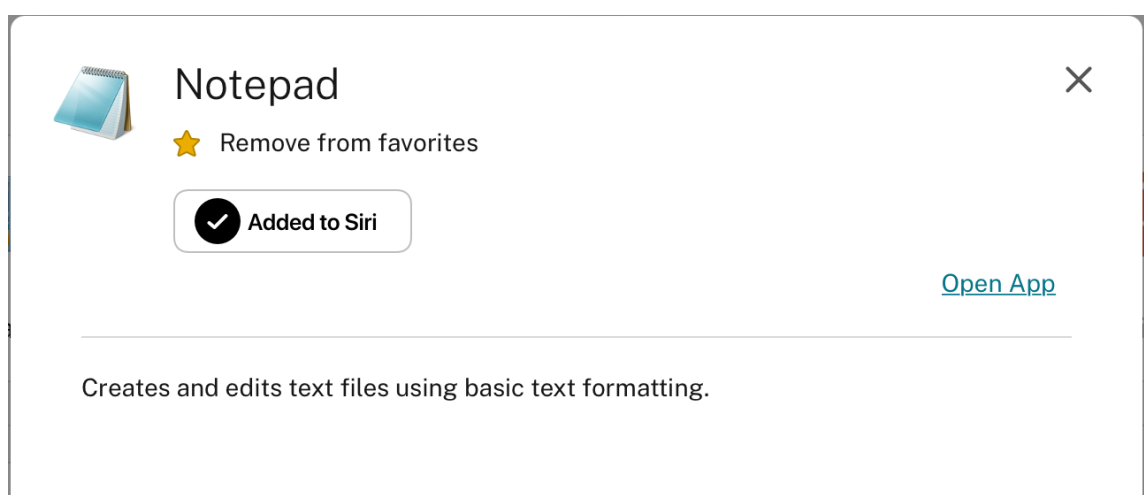 Notepad
Remove from favorites
Added to Siri
Open App
Creates and edits text files using basic text formatting.